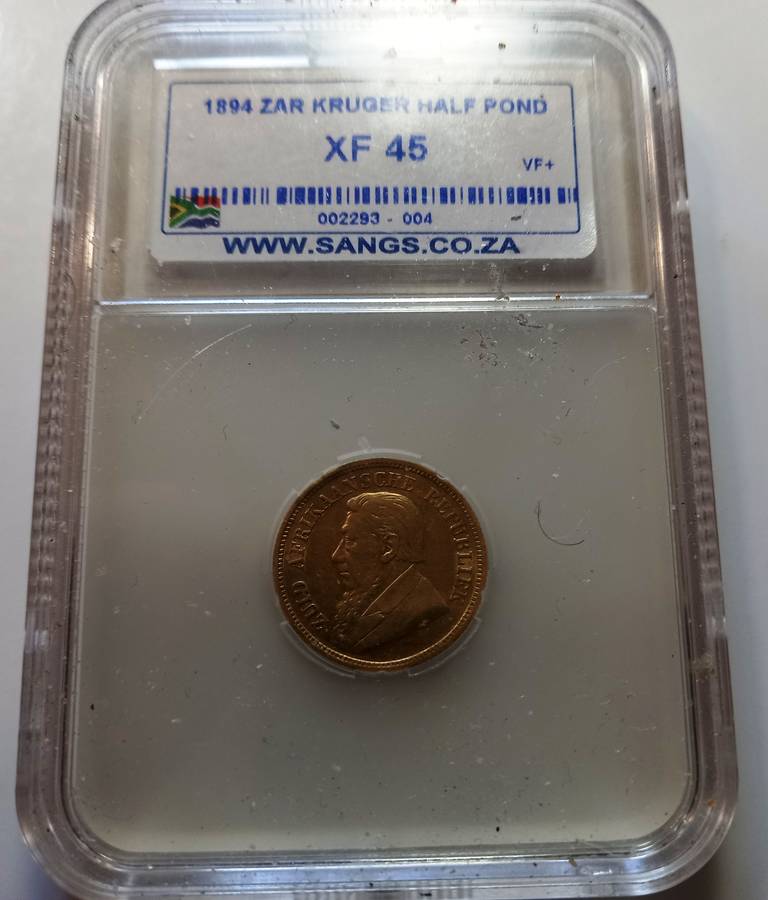 1894 ZAR KRUGER HALF POND
XF 45
VF+
002293 - 004
WWW.SANGS.CO.ZA
ZUID AFRIKAANSCHE REPUBLIEK